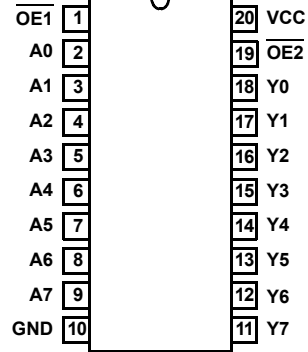 OE1 1 20 VCC
A0 2 19 OE2
A1 3 18 Y0
A2 4 17 Y1
A3 5 16 Y2
A4 6 15 Y3
A5 7 14 Y4
A6 8 13 Y5
A7 9 12 Y6
GND 10 11 Y7